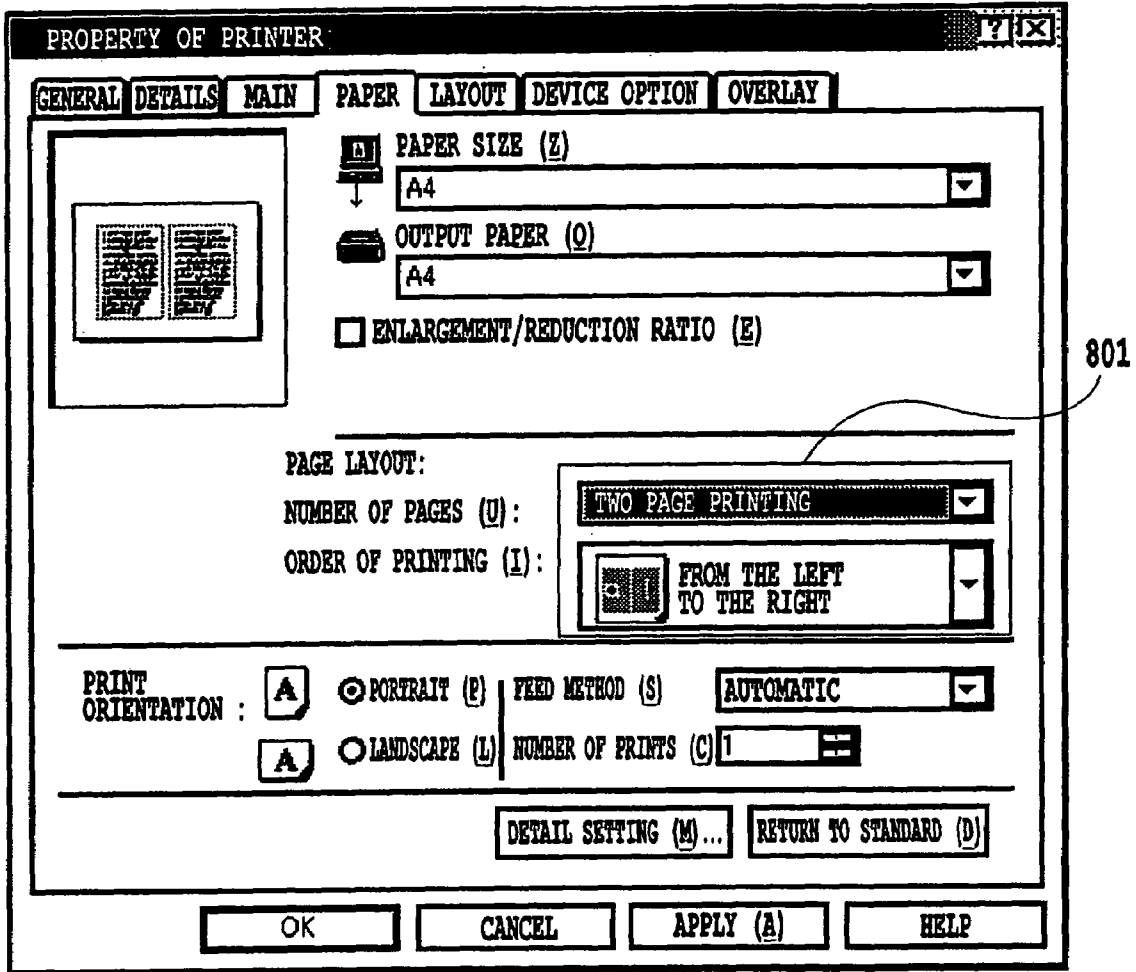 PROPERTY OF PRINTER ? X
GENERAL DETAILS MAIN PAPER LAYOUT DEVICE OPTION OVERLAY
PAPER SIZE (Z)
A4
OUTPUT PAPER (O)
A4
ENLARGEMENT/REDUCTION RATIO (E)
801
PAGE LAYOUT:
NUMBER OF PAGES (U): TWO PAGE PRINTING
ORDER OF PRINTING (I): FROM THE LEFT
TO THE RIGHT
PRINT
ORIENTATION :
A PORTRAIT (P) FEED METHOD (S) AUTOMATIC
A LANDSCAPE (L) NUMBER OF PRINTS (C) 1
DETAIL SETTING (M)... RETURN TO STANDARD (D)
OK CANCEL APPLY (A) HELP